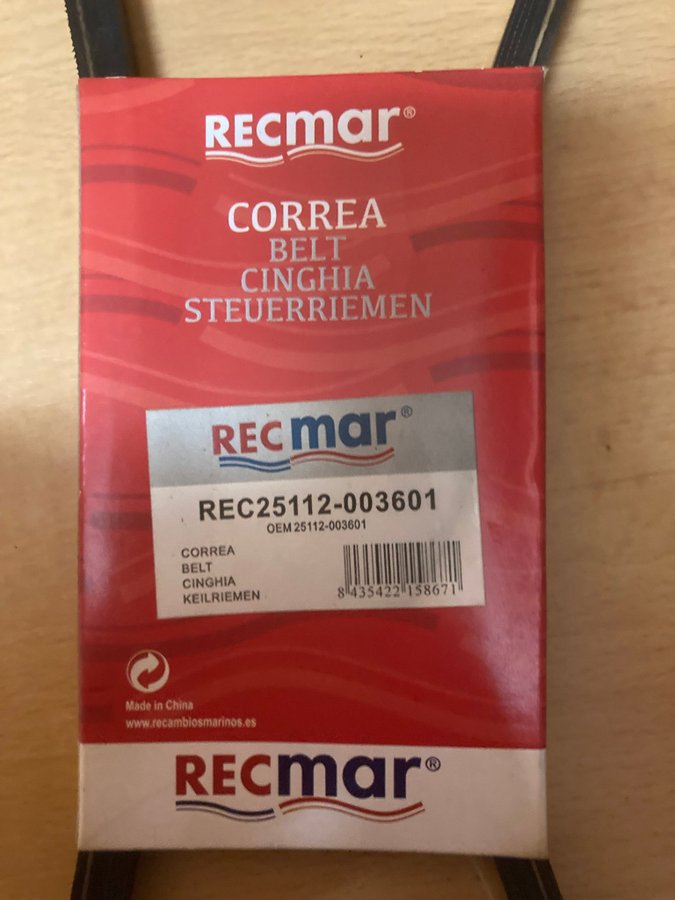 RECmar®
CORREA
BELT
CINGHIA
STEUERRIEMEN
RECmar®
REC25112-003601
OEM 25112-003601
CORREA
BELT
CINGHIA
KEILRIEMEN
8 435422 158671
Made in China
www.recambiosmarinos.es
RECmar®